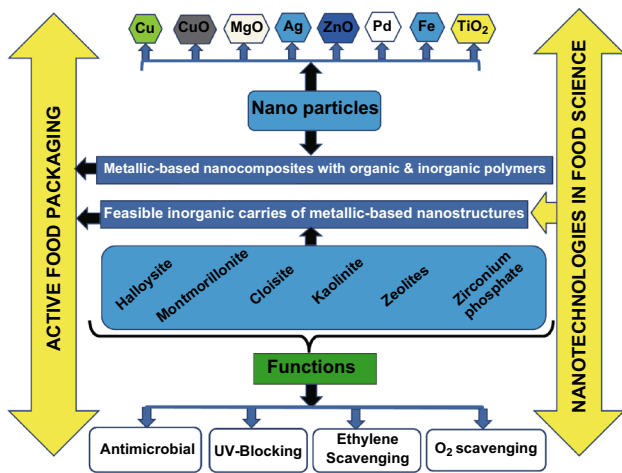 Cu CuO MgO Ag ZnO Pd Fe TiO₂
ACTIVE FOOD PACKAGING
NANOTECHNOLOGIES IN FOOD SCIENCE
Nano particles
Metallic-based nanocomposites with organic & inorganic polymers
Feasible inorganic carries of metallic-based nanostructures
Halloysite
Montmorillonite
Cloisite
Kaolinite
Zeolites
Zirconium
phosphate
Functions
Antimicrobial
UV-Blocking
Ethylene
Scavenging
O₂ scavenging